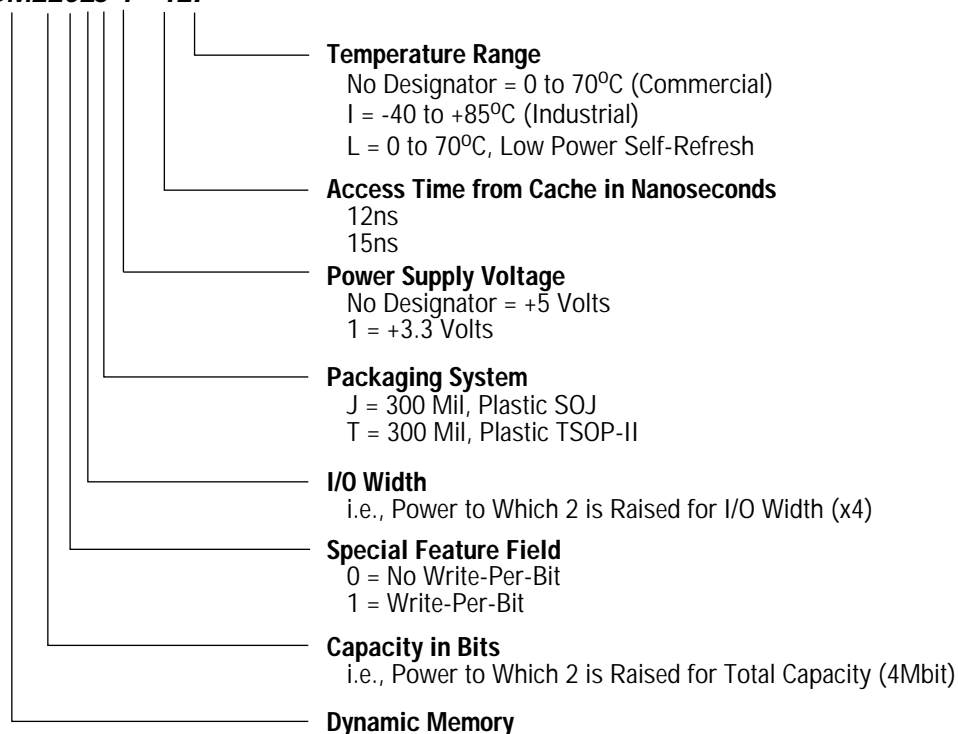 Temperature Range
No Designator = 0 to 70ºC (Commercial)
I = -40 to +85ºC (Industrial)
L = 0 to 70ºC, Low Power Self-Refresh
Access Time from Cache in Nanoseconds
12ns
15ns
Power Supply Voltage
No Designator = +5 Volts
1 = +3.3 Volts
Packaging System
J = 300 Mil, Plastic SOJ
T = 300 Mil, Plastic TSOP-II
I/O Width
i.e., Power to Which 2 is Raised for I/O Width (x4)
Special Feature Field
0 = No Write-Per-Bit
1 = Write-Per-Bit
Capacity in Bits
i.e., Power to Which 2 is Raised for Total Capacity (4Mbit)
Dynamic Memory